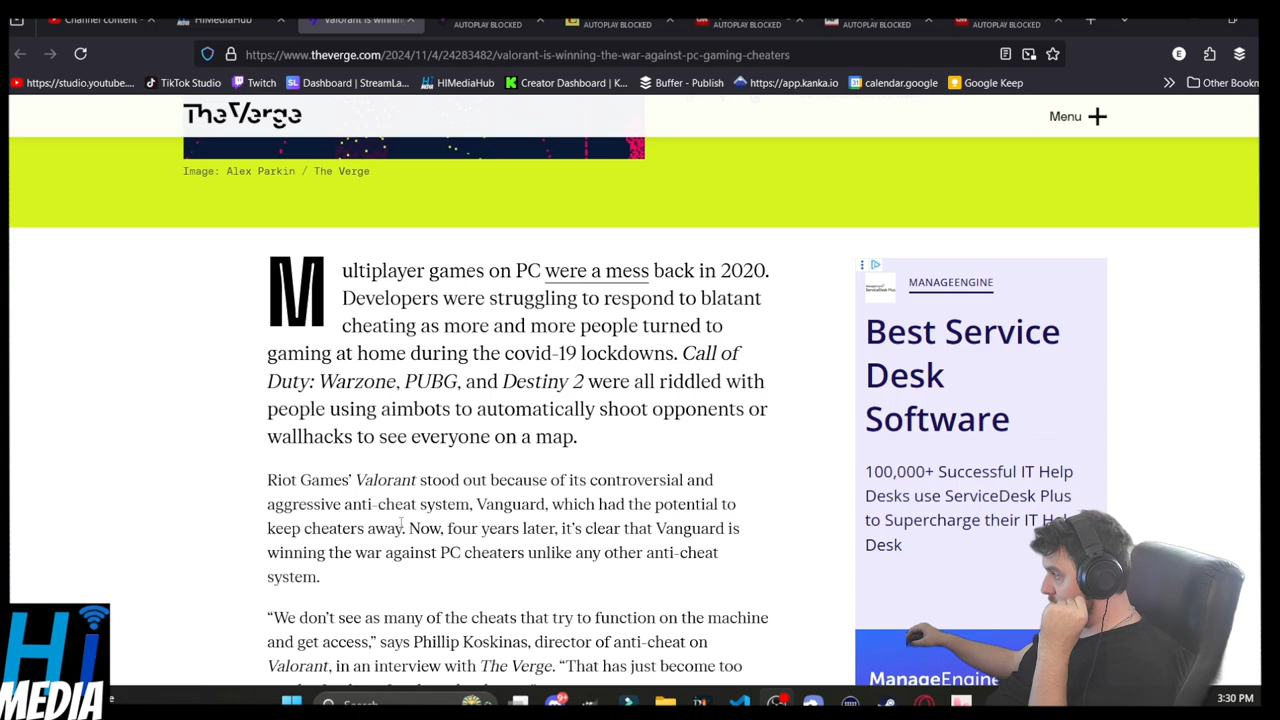 Channel content
HiMediaHub
Valorant is winnin
AUTOPLAY BLOCKED
AUTOPLAY BLOCKED
AUTOPLAY BLOCKED
AUTOPLAY BLOCKED
AUTOPLAY BLOCKED
https://www.theverge.com/2024/11/4/24283482/valorant-is-winning-the-war-against-pc-gaming-cheaters
E
https://studio.youtube....
TikTok Studio
Twitch
SL Dashboard | StreamLa...
HIMediaHub
K Creator Dashboard | K...
Buffer - Publish
https://app.kanka.io
calendar.google
Google Keep
Other Bookm
The Verge
Menu
Image: Alex Parkin / The Verge
Multiplayer games on PC were a mess back in 2020.
Developers were struggling to respond to blatant
cheating as more and more people turned to
gaming at home during the covid-19 lockdowns. Call of
Duty: Warzone, PUBG, and Destiny 2 were all riddled with
people using aimbots to automatically shoot opponents or
wallhacks to see everyone on a map.
Riot Games’ Valorant stood out because of its controversial and
aggressive anti-cheat system, Vanguard, which had the potential to
keep cheaters away. Now, four years later, it’s clear that Vanguard is
winning the war against PC cheaters unlike any other anti-cheat
system.
“We don’t see as many of the cheats that try to function on the machine
and get access,” says Phillip Koskinas, director of anti-cheat on
Valorant, in an interview with The Verge. “That has just become too
MANAGEENGINE
Best Service
Desk
Software
100,000+ Successful IT Help
Desks use ServiceDesk Plus
to Supercharge their IT Help
Desk
ManageEngine
Hi
MEDIA
Search
3:30 PM